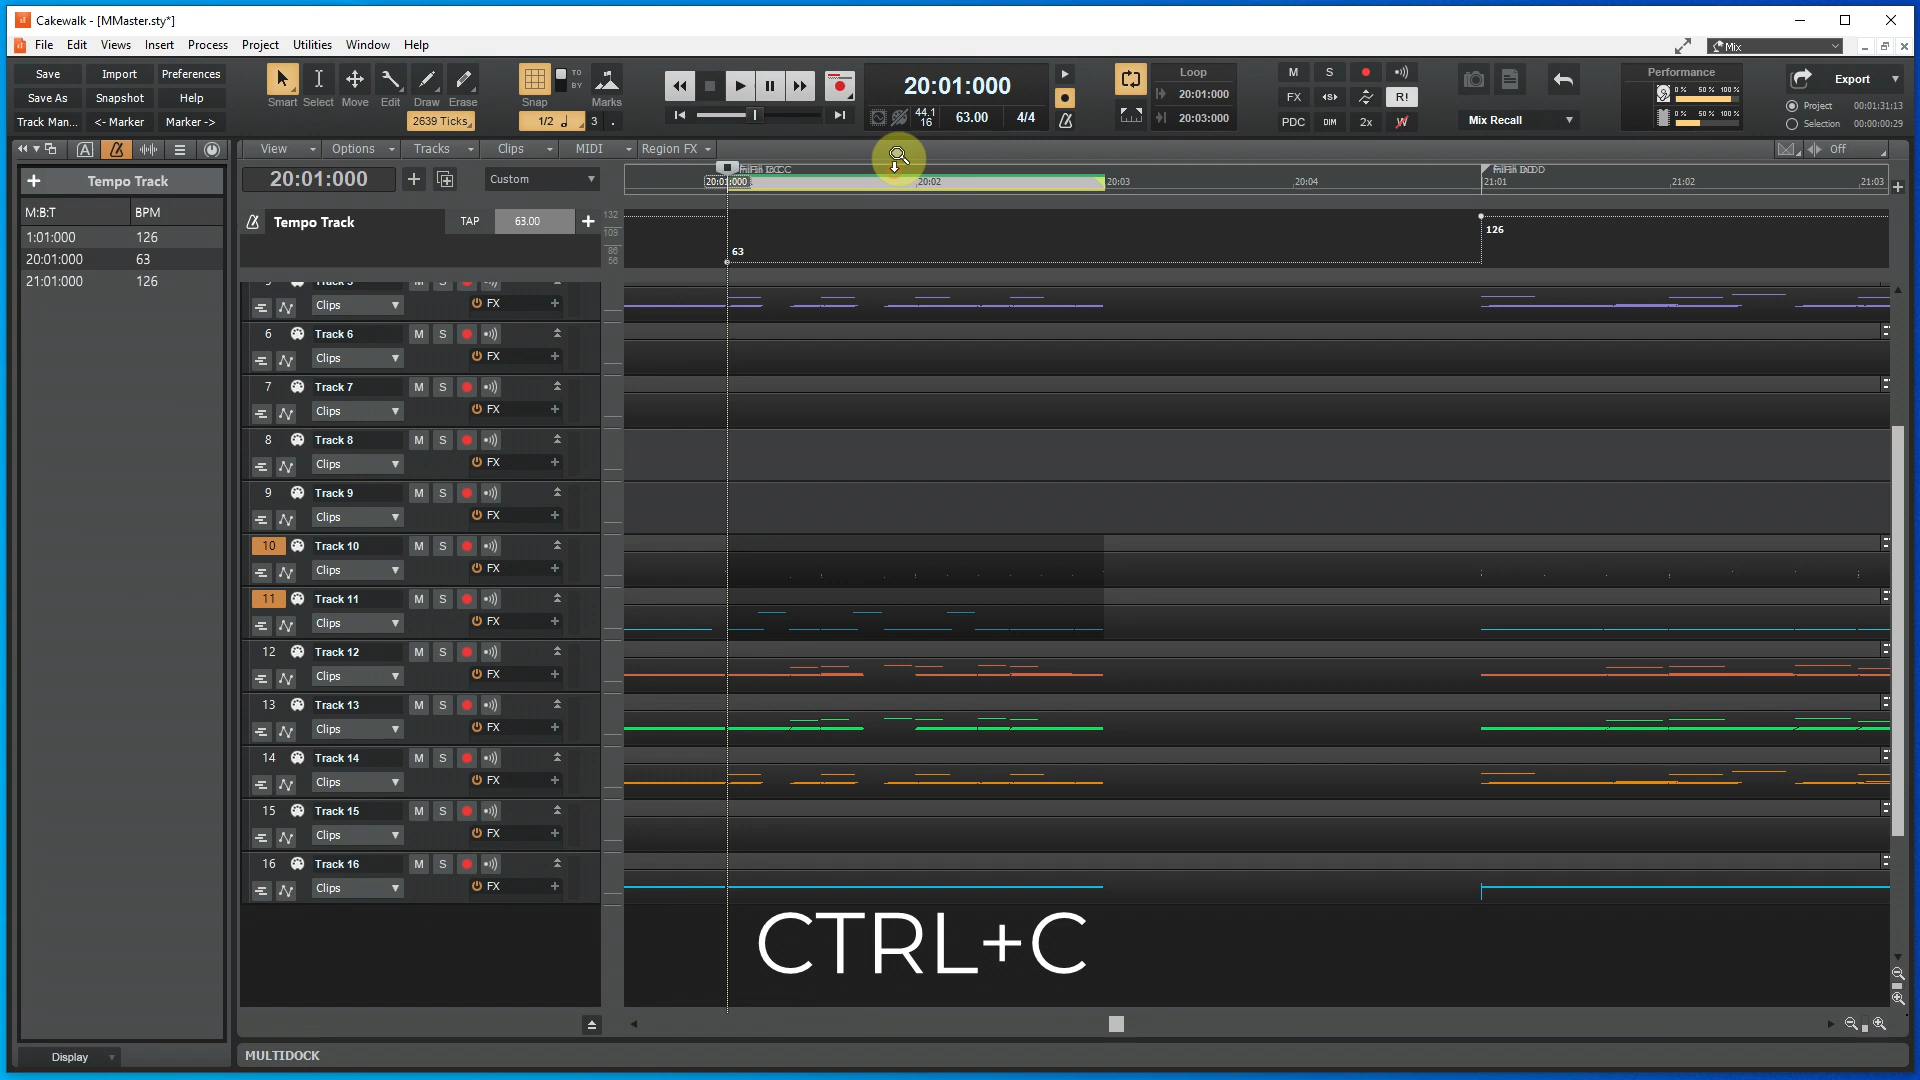 Cakewalk - [MMaster.sty*]
File Edit Views Insert Process Project Utilities Window Help
Mix
Save Import Preferences
Save As Snapshot Help
Track Man... <- Marker Marker ->
Smart Select Move Edit Draw Erase
2639 Ticks
Snap TO BY Marks
1/2 3 .
20:01:000
44.1 16 63.00 4/4
Loop
20:01:000
20:03:000
M S
FX R!
PDC DIM 2x W
Mix Recall
Performance
0 % 50 % 100 %
0 % 50 % 100 %
Export
Project 00:01:31:13
Selection 00:00:00:29
View Options Tracks Clips MIDI Region FX Off
Tempo Track
M:B:T BPM
1:01:000 126
20:01:000 63
21:01:000 126
20:01:000 Custom
20:01:000 20:02 20:03 20:04 21:01 21:02 21:03
Tempo Track TAP 63.00
132
109
86
56
63
126
Clips FX
6 Track 6 M S
Clips FX
7 Track 7 M S
Clips FX
8 Track 8 M S
Clips FX
9 Track 9 M S
Clips FX
10 Track 10 M S
Clips FX
11 Track 11 M S
Clips FX
12 Track 12 M S
Clips FX
13 Track 13 M S
Clips FX
14 Track 14 M S
Clips FX
15 Track 15 M S
Clips FX
16 Track 16 M S
Clips FX
CTRL+C
Display
MULTIDOCK